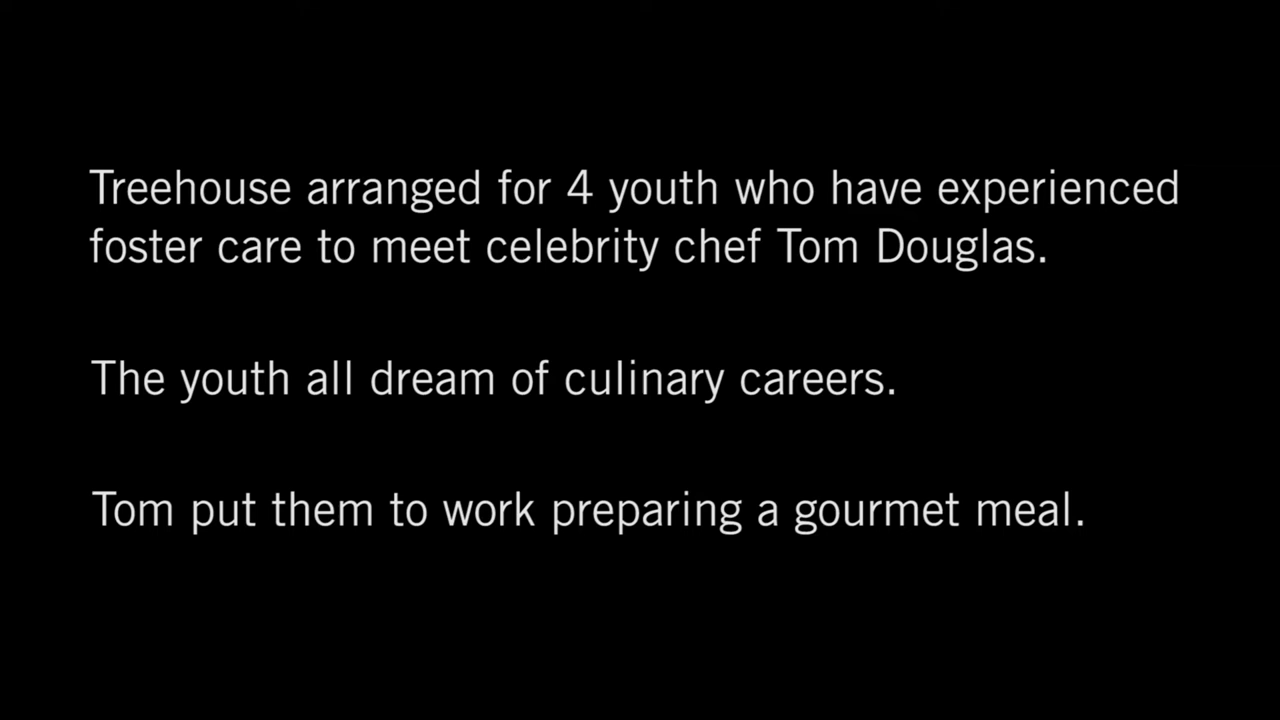 Treehouse arranged for 4 youth who have experienced
foster care to meet celebrity chef Tom Douglas.
The youth all dream of culinary careers.
Tom put them to work preparing a gourmet meal.